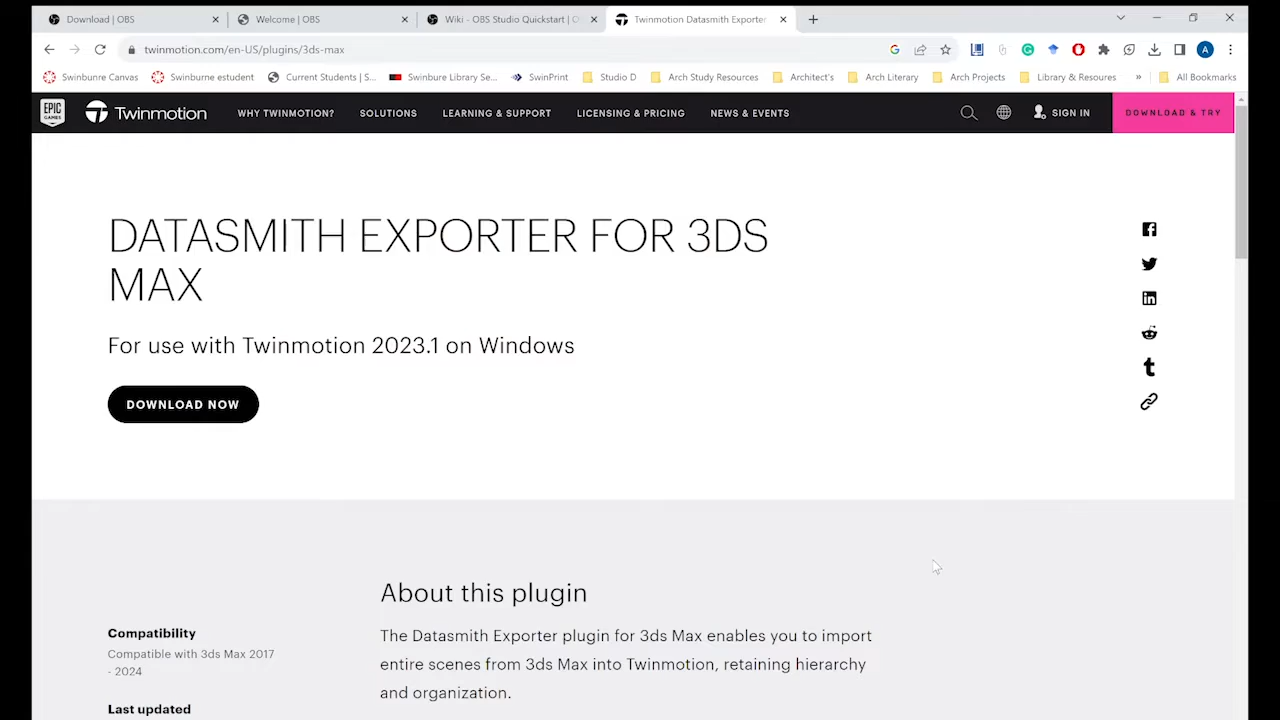 Download | OBS
Welcome | OBS
Wiki - OBS Studio Quickstart | O
Twinmotion Datasmith Exporter
twinmotion.com/en-US/plugins/3ds-max
Swinburne Canvas
Swinburne estudent
Current Students | S...
Swinbure Library Se...
SwinPrint
Studio D
Arch Study Resources
Architect's
Arch Literary
Arch Projects
Library & Resoures
»
All Bookmarks
EPIC
GAMES
Twinmotion
WHY TWINMOTION?
SOLUTIONS
LEARNING & SUPPORT
LICENSING & PRICING
NEWS & EVENTS
SIGN IN
DOWNLOAD & TRY
DATASMITH EXPORTER FOR 3DS
MAX
For use with Twinmotion 2023.1 on Windows
DOWNLOAD NOW
About this plugin
Compatibility
Compatible with 3ds Max 2017
- 2024
Last updated
The Datasmith Exporter plugin for 3ds Max enables you to import
entire scenes from 3ds Max into Twinmotion, retaining hierarchy
and organization.